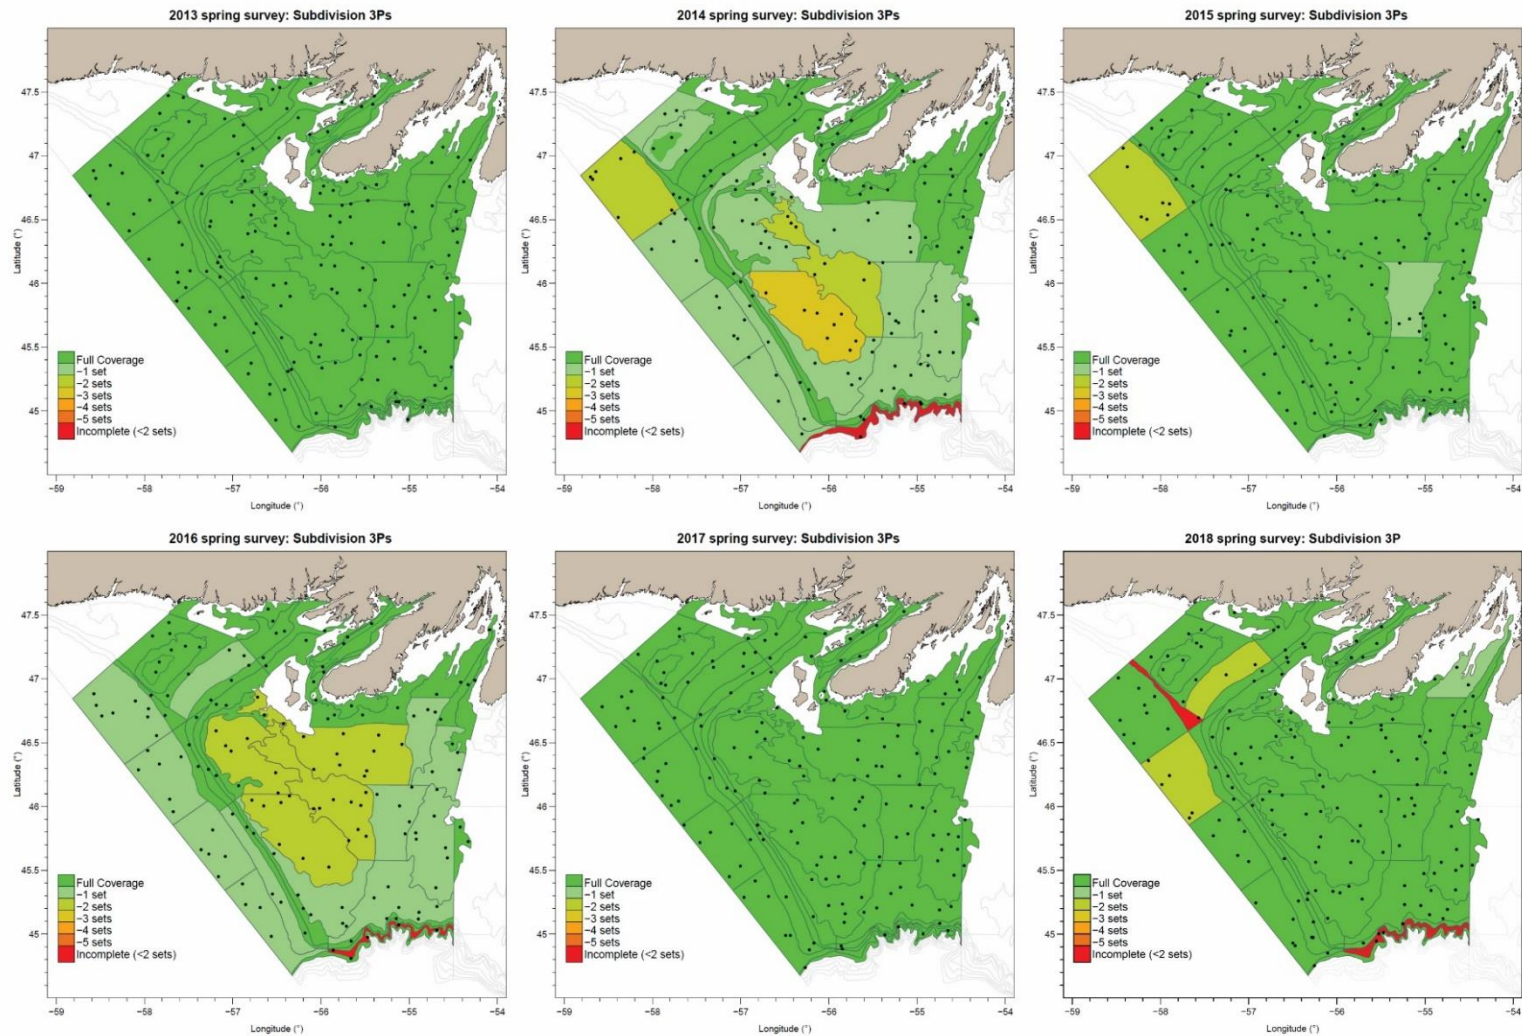 2013 spring survey: Subdivision 3Ps
47.5
47
46.5
46
45.5
45
Latitude (°)
Full Coverage
−1 set
−2 sets
−3 sets
−4 sets
−5 sets
Incomplete (<2 sets)
−59 −58 −57 −56 −55 −54
Longitude (°)
2014 spring survey: Subdivision 3Ps
47.5
47
46.5
46
45.5
45
Latitude (°)
Full Coverage
−1 set
−2 sets
−3 sets
−4 sets
−5 sets
Incomplete (<2 sets)
−59 −58 −57 −56 −55 −54
Longitude (°)
2015 spring survey: Subdivision 3Ps
47.5
47
46.5
46
45.5
45
Latitude (°)
Full Coverage
−1 set
−2 sets
−3 sets
−4 sets
−5 sets
Incomplete (<2 sets)
−59 −58 −57 −56 −55 −54
Longitude (°)
2016 spring survey: Subdivision 3Ps
47.5
47
46.5
46
45.5
45
Latitude (°)
Full Coverage
−1 set
−2 sets
−3 sets
−4 sets
−5 sets
Incomplete (<2 sets)
−59 −58 −57 −56 −55 −54
Longitude (°)
2017 spring survey: Subdivision 3Ps
47.5
47
46.5
46
45.5
45
Latitude (°)
Full Coverage
−1 set
−2 sets
−3 sets
−4 sets
−5 sets
Incomplete (<2 sets)
−59 −58 −57 −56 −55 −54
Longitude (°)
2018 spring survey: Subdivision 3P
47.5
47
46.5
46
45.5
45
Latitude (°)
Full Coverage
−1 set
−2 sets
−3 sets
−4 sets
−5 sets
Incomplete (<2 sets)
−59 −58 −57 −56 −55 −54
Longitude (°)